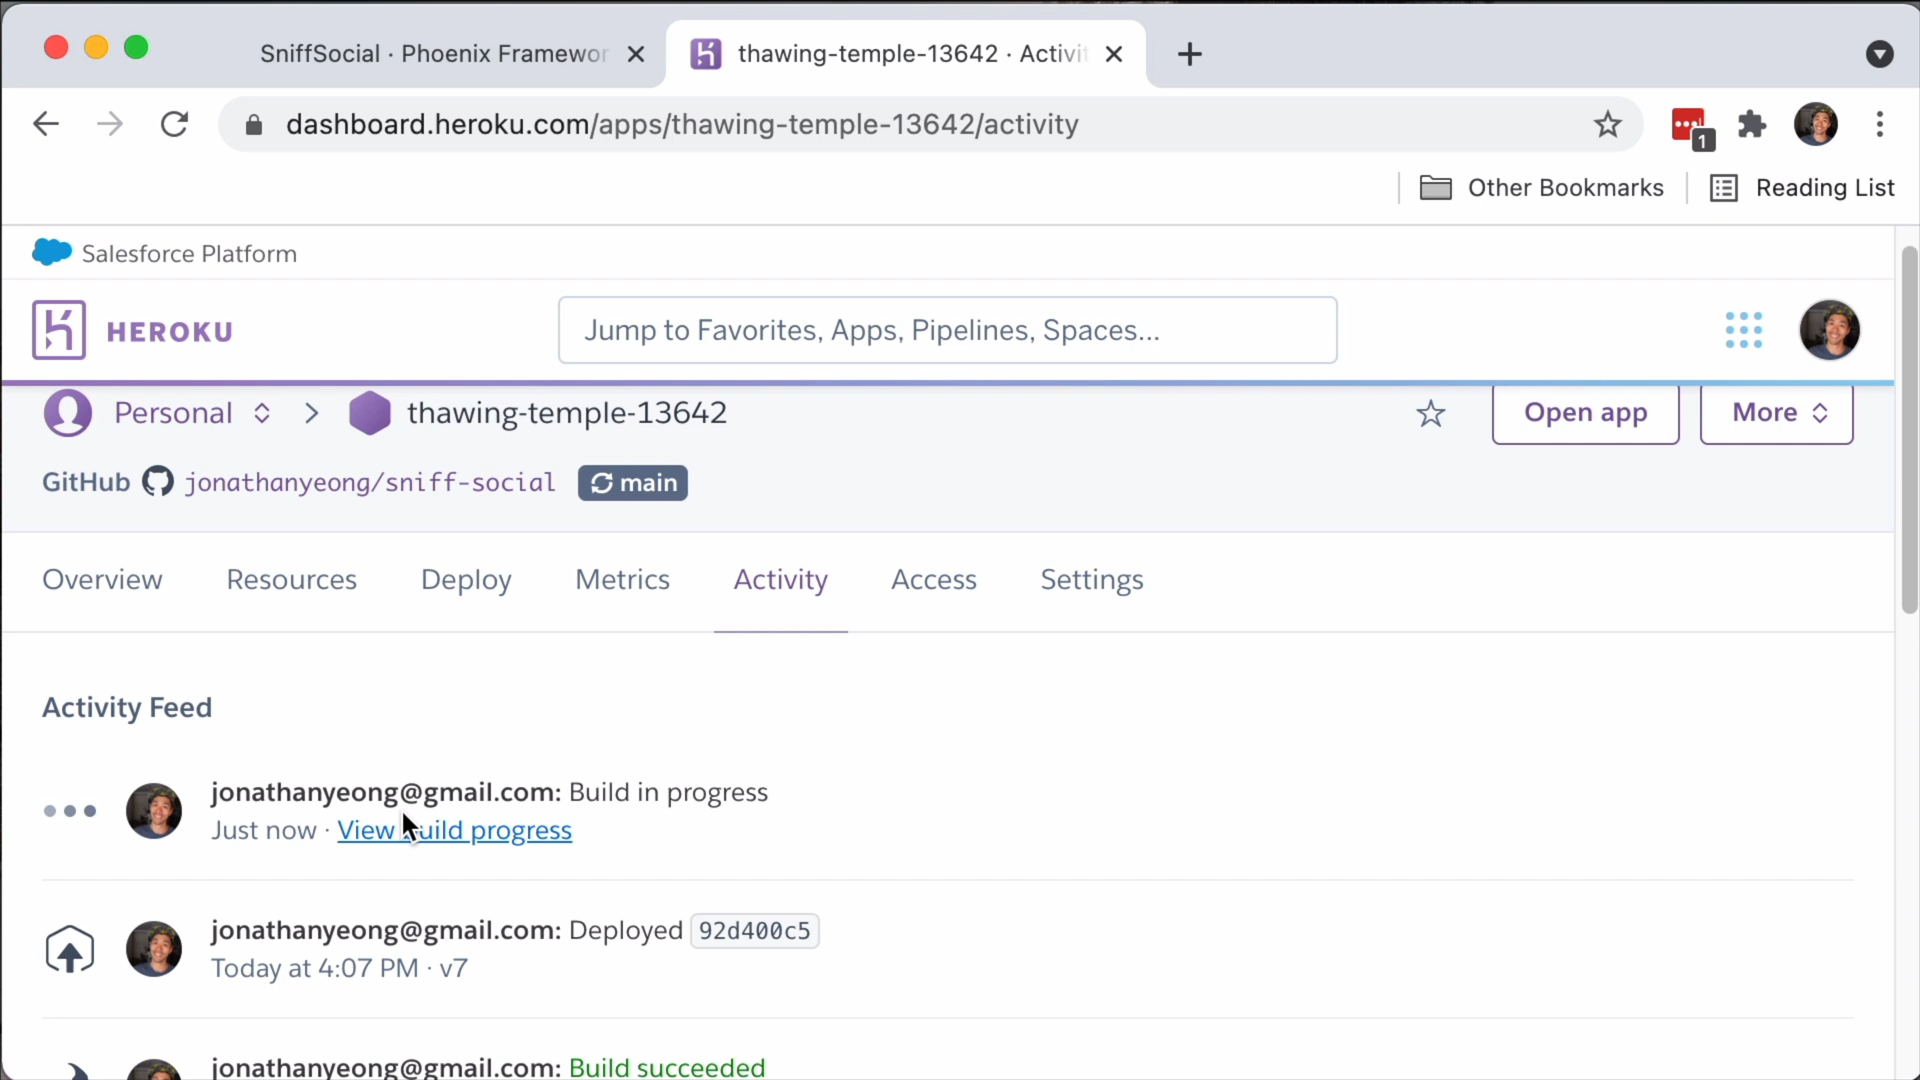 SniffSocial · Phoenix Framewor
thawing-temple-13642 · Activi
dashboard.heroku.com/apps/thawing-temple-13642/activity
1
Other Bookmarks
Reading List
Salesforce Platform
HEROKU
Jump to Favorites, Apps, Pipelines, Spaces...
Personal
thawing-temple-13642
Open app
More
GitHub jonathanyeong/sniff-social main
Overview
Resources
Deploy
Metrics
Activity
Access
Settings
Activity Feed
jonathanyeong@gmail.com: Build in progress
Just now · View build progress
jonathanyeong@gmail.com: Deployed 92d400c5
Today at 4:07 PM · v7
jonathanyeong@gmail.com: Build succeeded